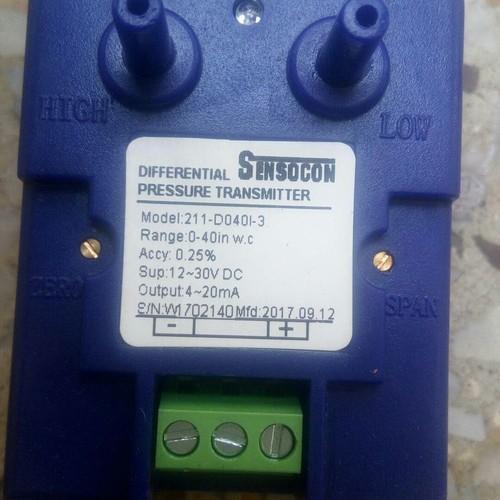 HIGH
LOW
DIFFERENTIAL SENSOCON
PRESSURE TRANSMITTER
Model:211-D040I-3
Range:0-40in w.c
Accy: 0.25%
Sup:12~30V DC
Output:4~20mA
ZERO
SPAN
S/N:W1702140 Mfd:2017.09.12
- +